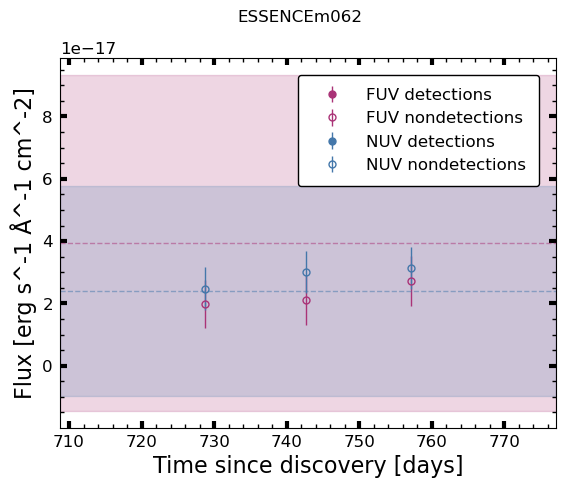 ESSENCEm062
1e−17
FUV detections
FUV nondetections
NUV detections
NUV nondetections
8
6
4
2
0
Flux [erg s^-1 Å^-1 cm^-2]
710 720 730 740 750 760 770
Time since discovery [days]